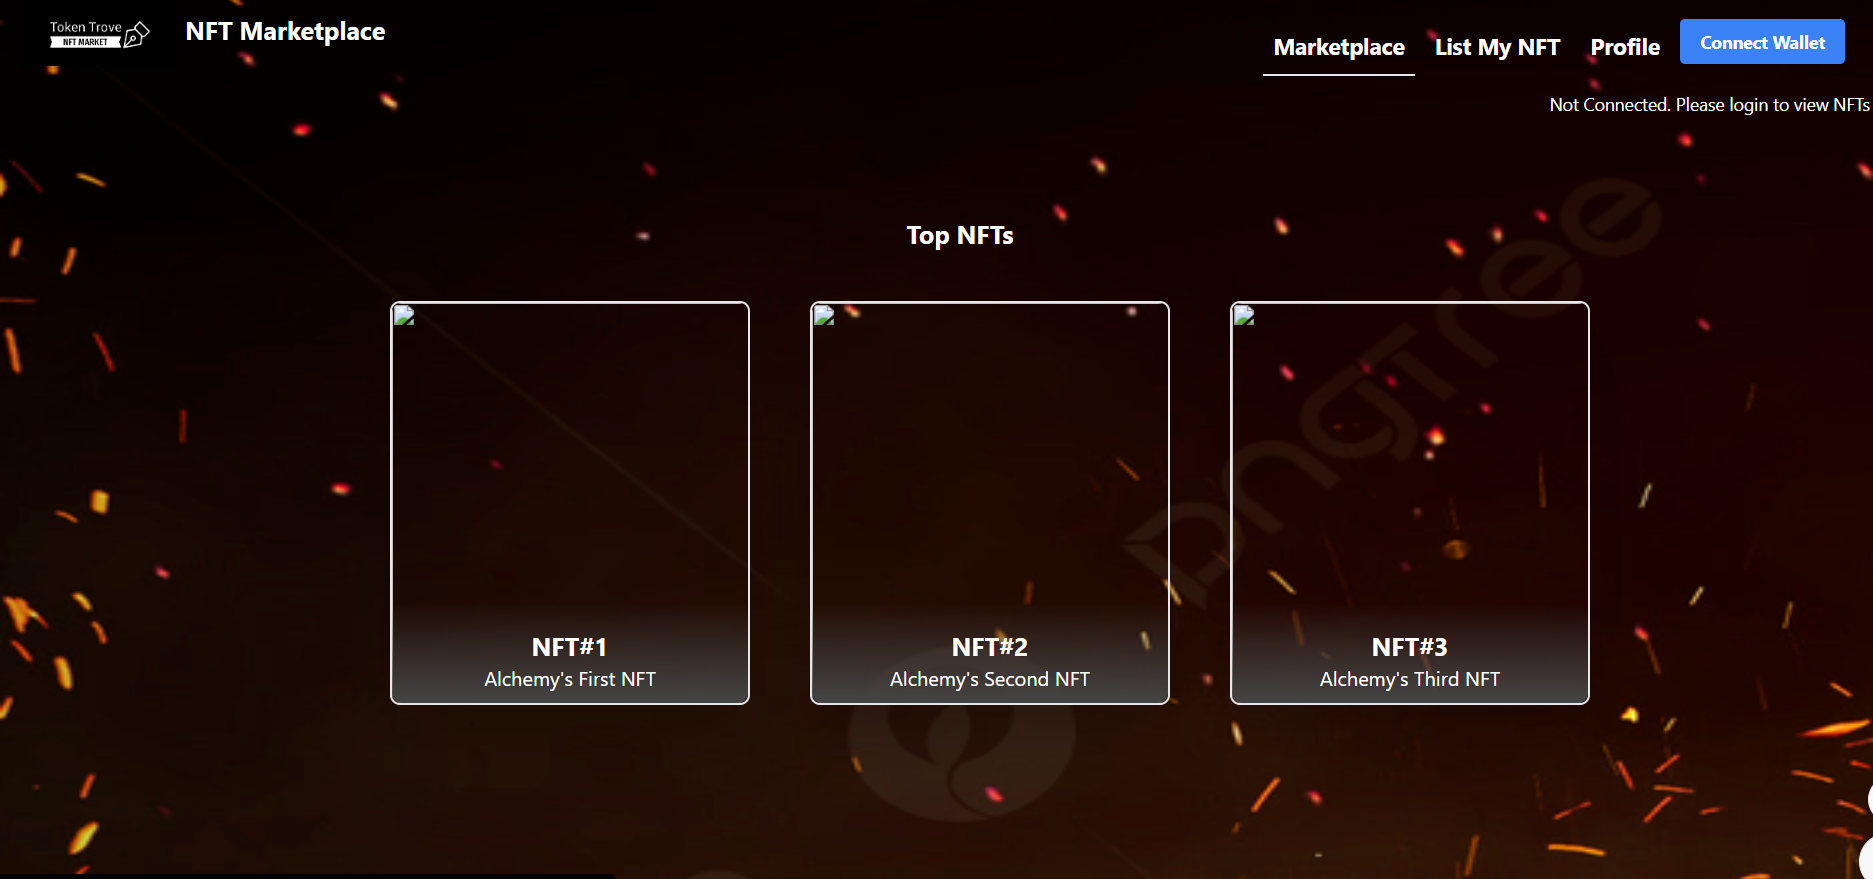 Token Trove
NFT MARKET
NFT Marketplace
Marketplace
List My NFT
Profile
Connect Wallet
Not Connected. Please login to view NFTs
Top NFTs
pngtree
NFT#1
Alchemy's First NFT
NFT#2
Alchemy's Second NFT
NFT#3
Alchemy's Third NFT